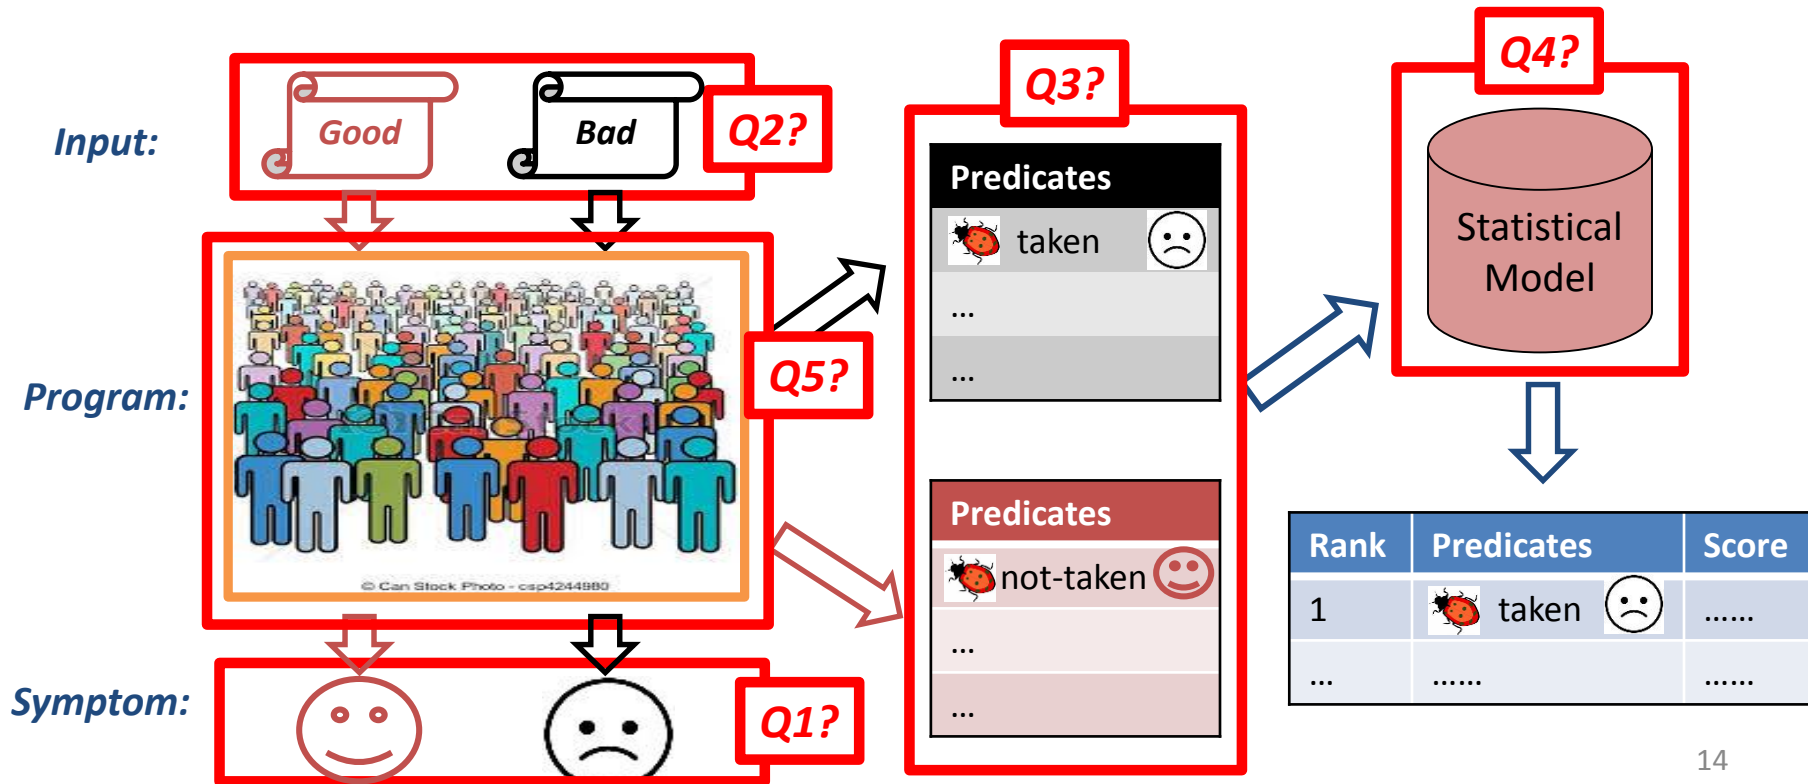 Input:
Good
Bad
Q2?
Program:
© Can Stock Photo - csp4244980
Q5?
Symptom:
Q1?
Q3?
Predicates
taken
...
...
Predicates
not-taken
...
...
Q4?
Statistical
Model
Rank Predicates Score
1 taken ......
... ...... ......
14